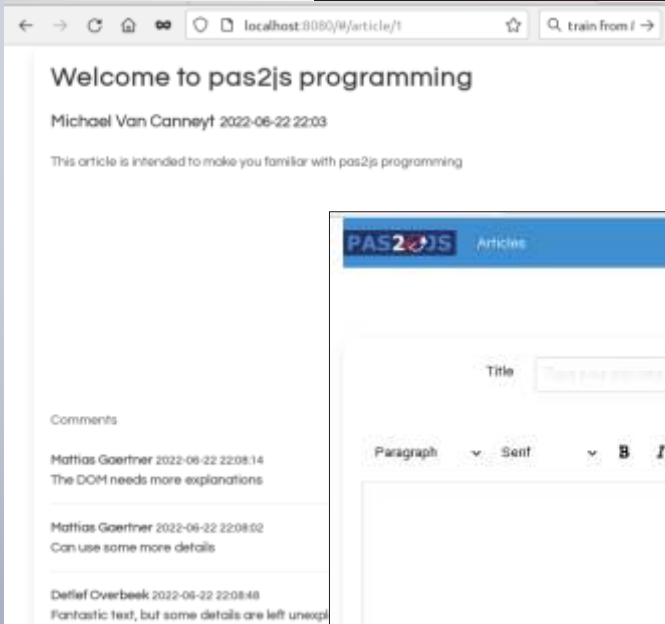 localhost:8080/#/article/1
train from
Welcome to pas2js programming
Michael Van Canneyt 2022-06-22 22:03
This article is intended to make you familiar with pas2js programming
PAS2JS Articles
Title
Paragraph Serif B I
Comments
Mattias Gaertner 2022-06-22 22:08:14
The DOM needs more explanations
Mattias Gaertner 2022-06-22 22:08:02
Can use some more details
Detlef Overbeek 2022-06-22 22:08:48
Fantastic text, but some details are left unexpl